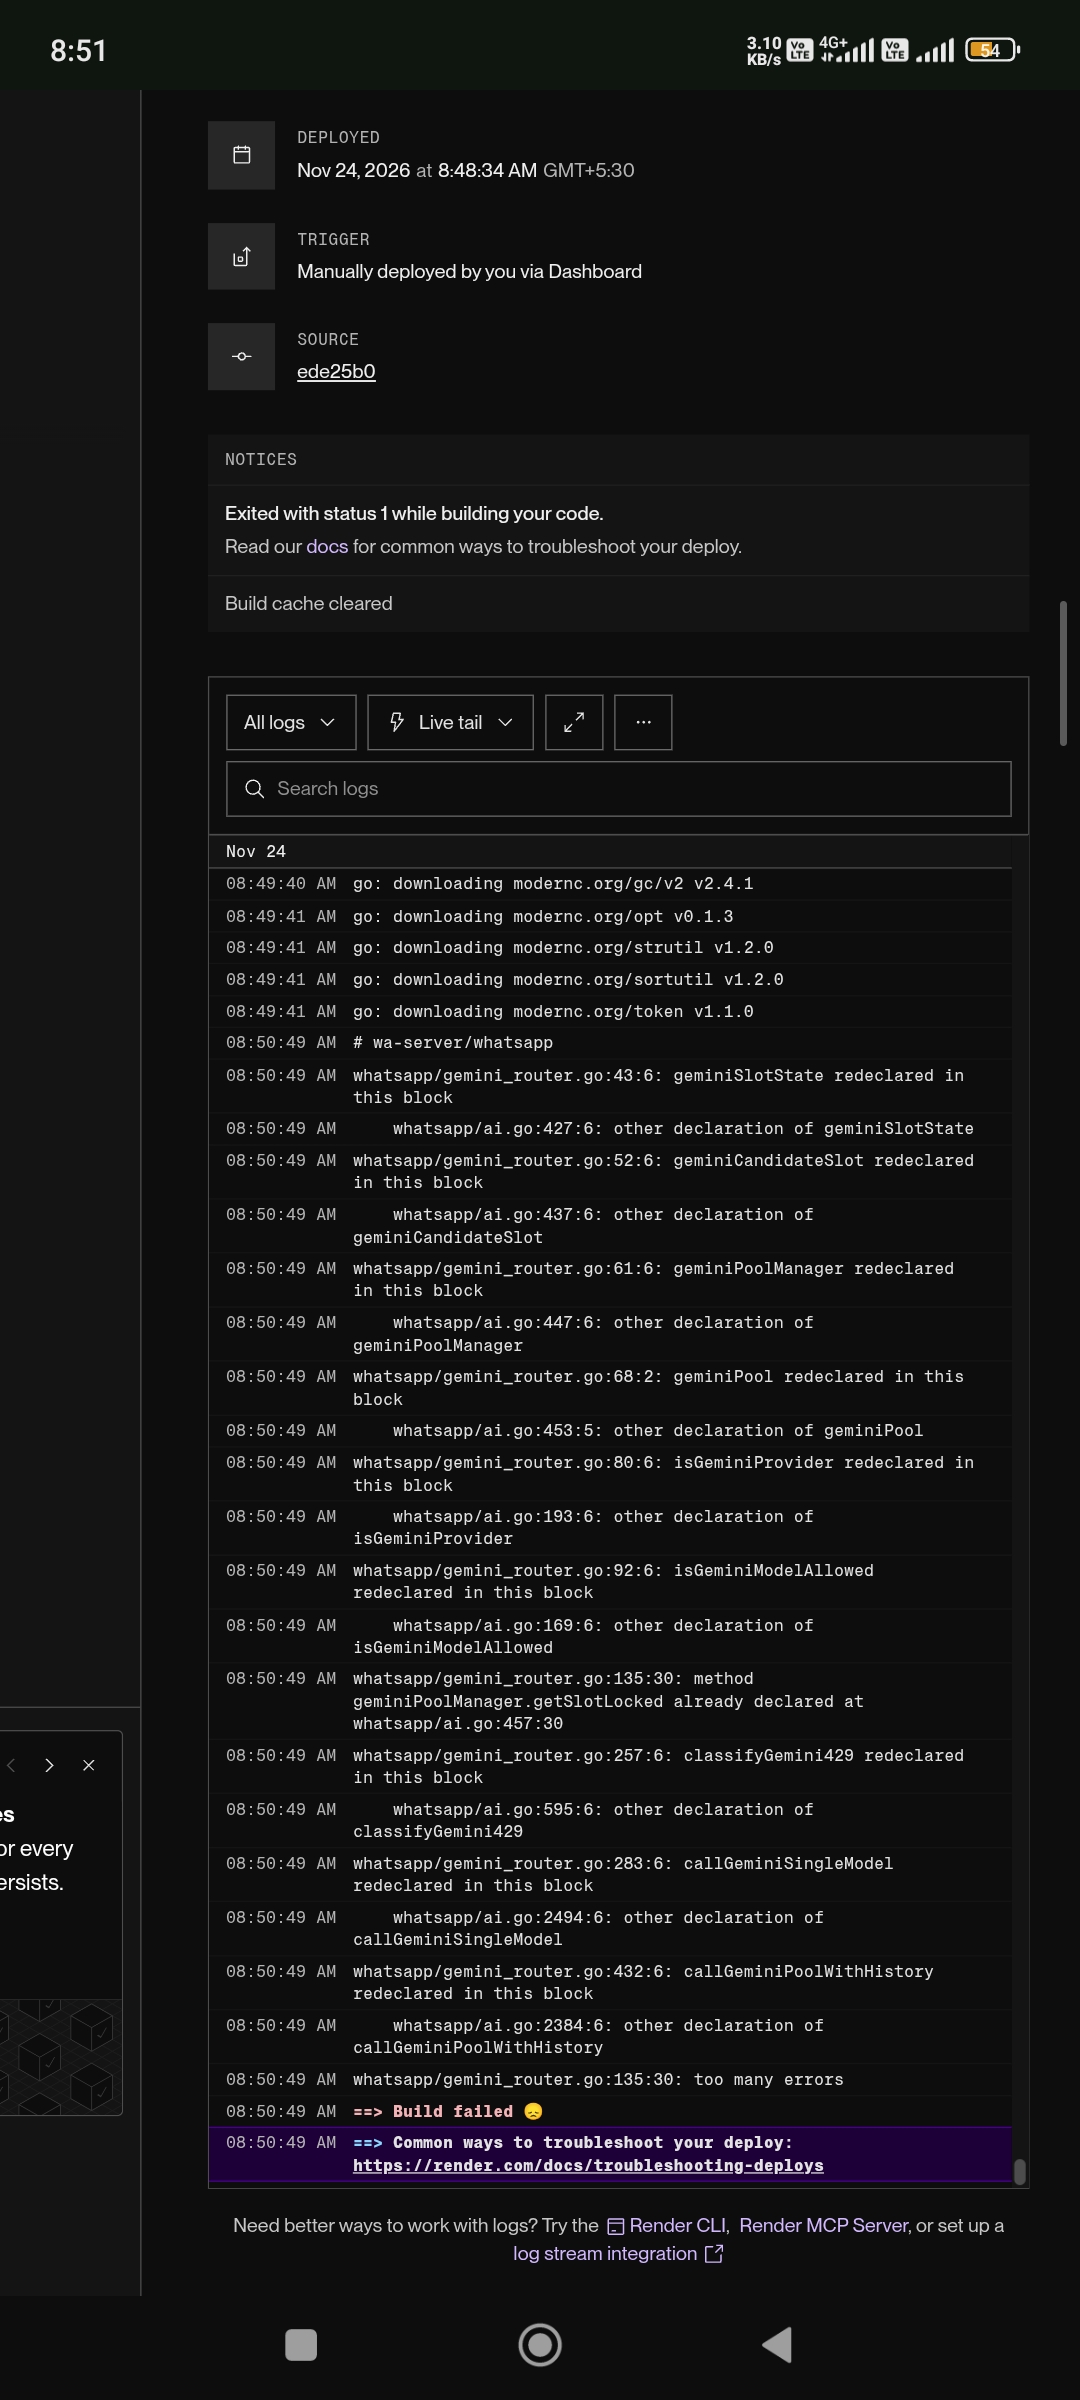 8:51
3.10
KB/s
Vo
LTE
4G+
Vo
LTE
54
DEPLOYED
Nov 24, 2026 at 8:48:34 AM GMT+5:30
TRIGGER
Manually deployed by you via Dashboard
SOURCE
ede25b0
NOTICES
Exited with status 1 while building your code.
Read our docs for common ways to troubleshoot your deploy.
Build cache cleared
All logs
Live tail
Search logs
Nov 24
08:49:40 AM go: downloading modernc.org/gc/v2 v2.4.1
08:49:41 AM go: downloading modernc.org/opt v0.1.3
08:49:41 AM go: downloading modernc.org/strutil v1.2.0
08:49:41 AM go: downloading modernc.org/sortutil v1.2.0
08:49:41 AM go: downloading modernc.org/token v1.1.0
08:50:49 AM # wa-server/whatsapp
08:50:49 AM whatsapp/gemini_router.go:43:6: geminiSlotState redeclared in
this block
08:50:49 AM whatsapp/ai.go:427:6: other declaration of geminiSlotState
08:50:49 AM whatsapp/gemini_router.go:52:6: geminiCandidateSlot redeclared
in this block
08:50:49 AM whatsapp/ai.go:437:6: other declaration of
geminiCandidateSlot
08:50:49 AM whatsapp/gemini_router.go:61:6: geminiPoolManager redeclared
in this block
08:50:49 AM whatsapp/ai.go:447:6: other declaration of
geminiPoolManager
08:50:49 AM whatsapp/gemini_router.go:68:2: geminiPool redeclared in this
block
08:50:49 AM whatsapp/ai.go:453:5: other declaration of geminiPool
08:50:49 AM whatsapp/gemini_router.go:80:6: isGeminiProvider redeclared in
this block
08:50:49 AM whatsapp/ai.go:193:6: other declaration of
isGeminiProvider
08:50:49 AM whatsapp/gemini_router.go:92:6: isGeminiModelAllowed
redeclared in this block
08:50:49 AM whatsapp/ai.go:169:6: other declaration of
isGeminiModelAllowed
08:50:49 AM whatsapp/gemini_router.go:135:30: method
geminiPoolManager.getSlotLocked already declared at
whatsapp/ai.go:457:30
08:50:49 AM whatsapp/gemini_router.go:257:6: classifyGemini429 redeclared
in this block
08:50:49 AM whatsapp/ai.go:595:6: other declaration of
classifyGemini429
08:50:49 AM whatsapp/gemini_router.go:283:6: callGeminiSingleModel
redeclared in this block
08:50:49 AM whatsapp/ai.go:2494:6: other declaration of
callGeminiSingleModel
08:50:49 AM whatsapp/gemini_router.go:432:6: callGeminiPoolWithHistory
redeclared in this block
08:50:49 AM whatsapp/ai.go:2384:6: other declaration of
callGeminiPoolWithHistory
08:50:49 AM whatsapp/gemini_router.go:135:30: too many errors
08:50:49 AM ==> Build failed 😞
08:50:49 AM ==> Common ways to troubleshoot your deploy:
https://render.com/docs/troubleshooting-deploys
Need better ways to work with logs? Try the Render CLI, Render MCP Server, or set up a
log stream integration
es
or every
ersists.